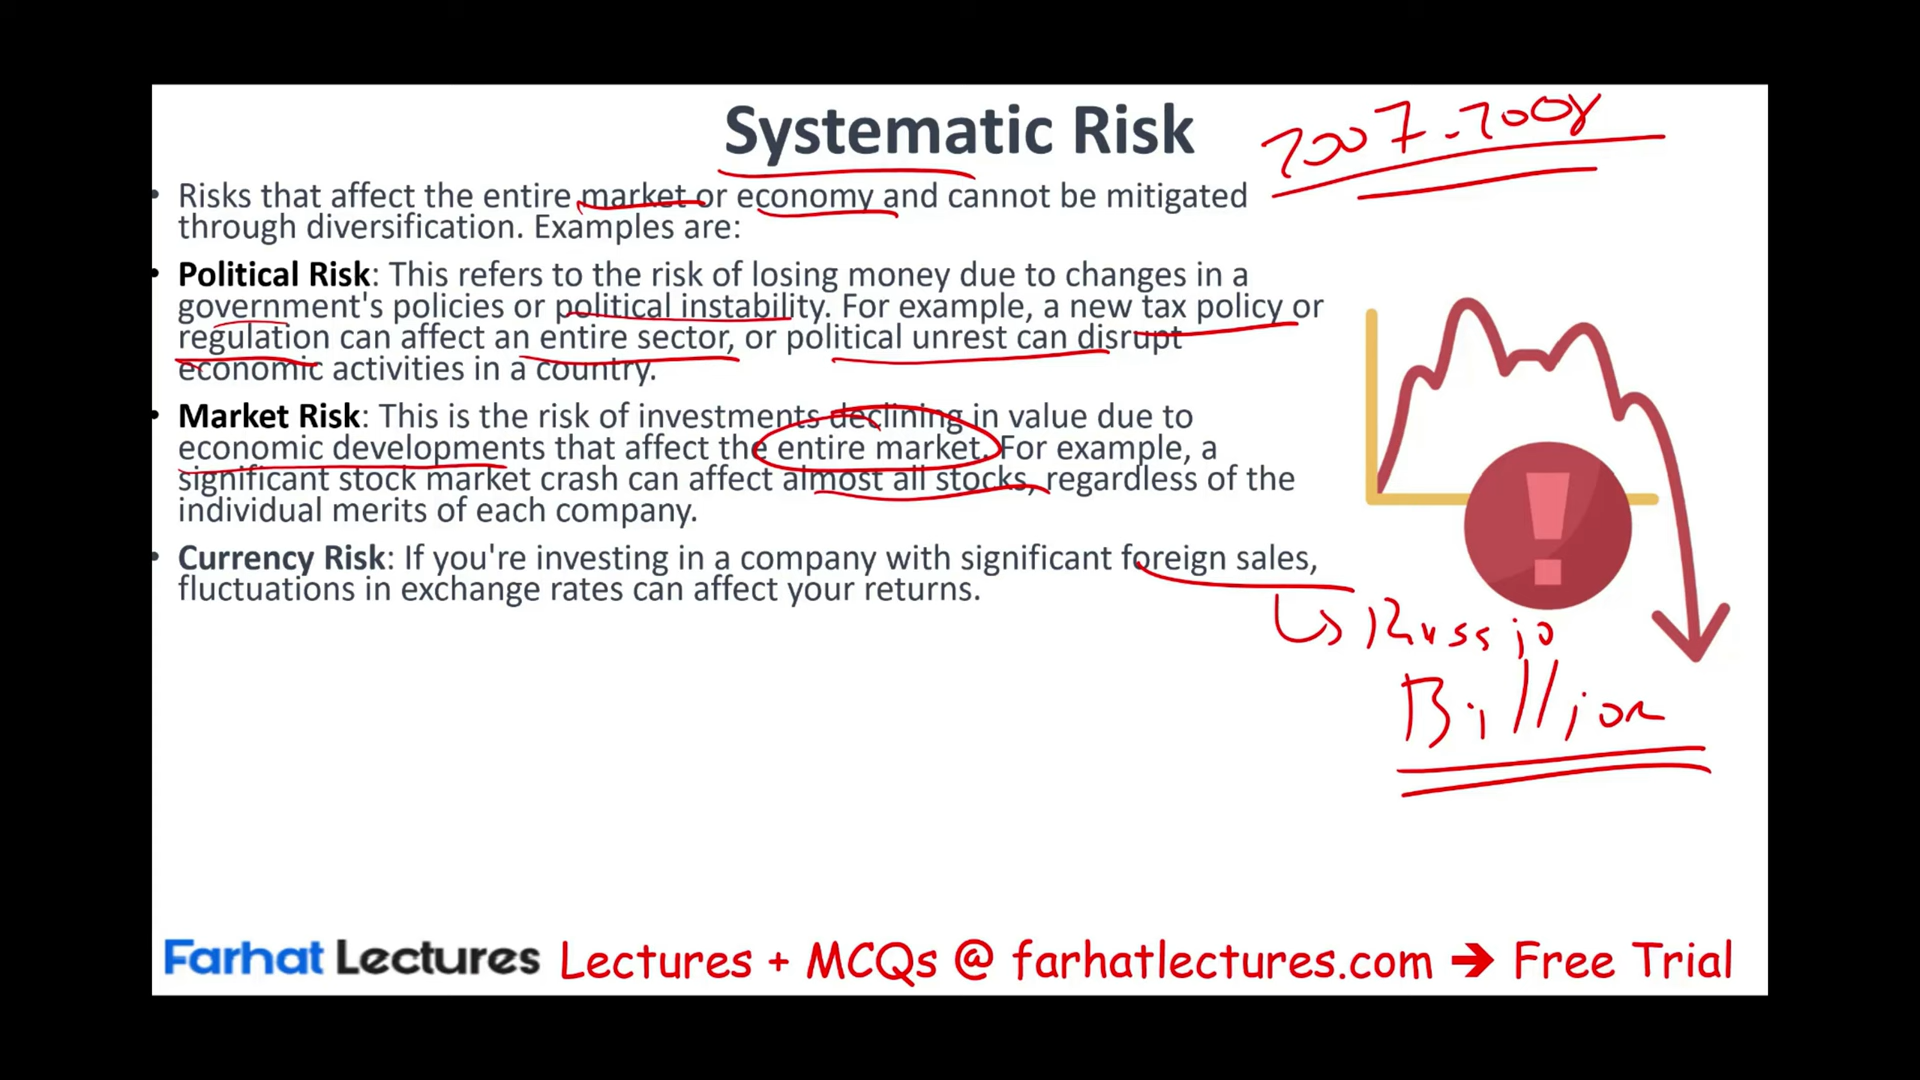 Systematic Risk
2007-2008
• Risks that affect the entire market or economy and cannot be mitigated
through diversification. Examples are:
• Political Risk: This refers to the risk of losing money due to changes in a
government's policies or political instability. For example, a new tax policy or
regulation can affect an entire sector, or political unrest can disrupt
economic activities in a country.
• Market Risk: This is the risk of investments declining in value due to
economic developments that affect the entire market. For example, a
significant stock market crash can affect almost all stocks, regardless of the
individual merits of each company.
• Currency Risk: If you're investing in a company with significant foreign sales,
fluctuations in exchange rates can affect your returns.
Russia
Billion
!
Farhat Lectures Lectures + MCQs @ farhatlectures.com → Free Trial